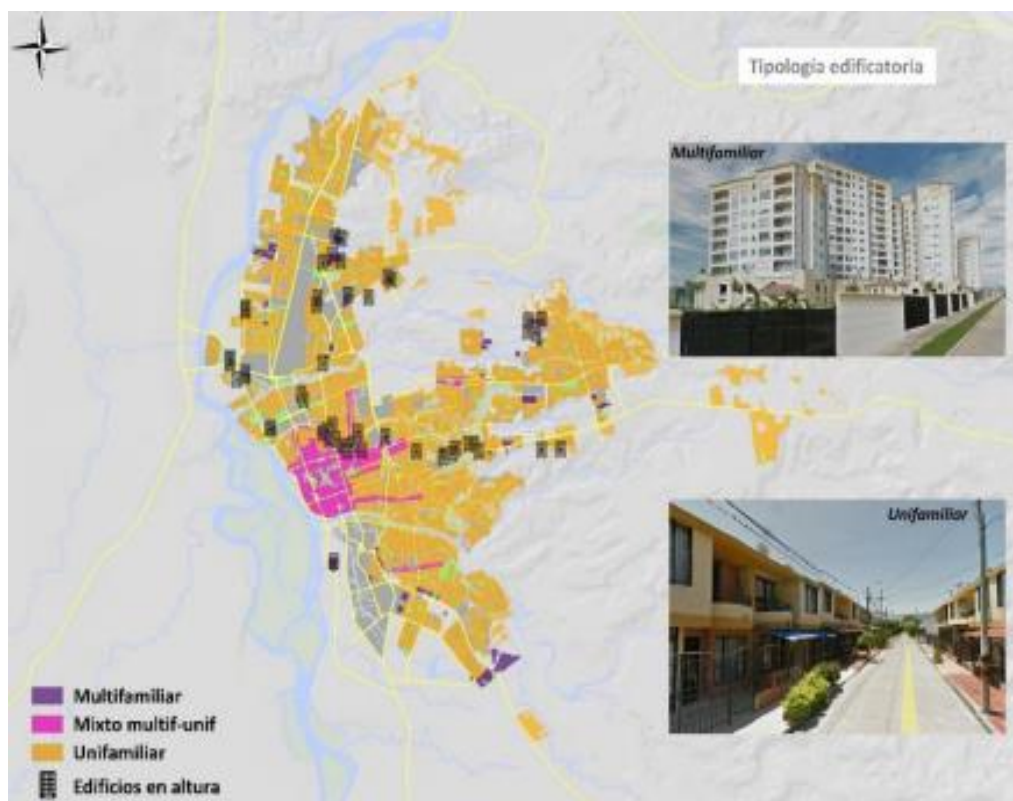 Tipología edificatoria
Multifamiliar
Unifamiliar
Multifamiliar
Mixto multif-unif
Unifamiliar
Edificios en altura